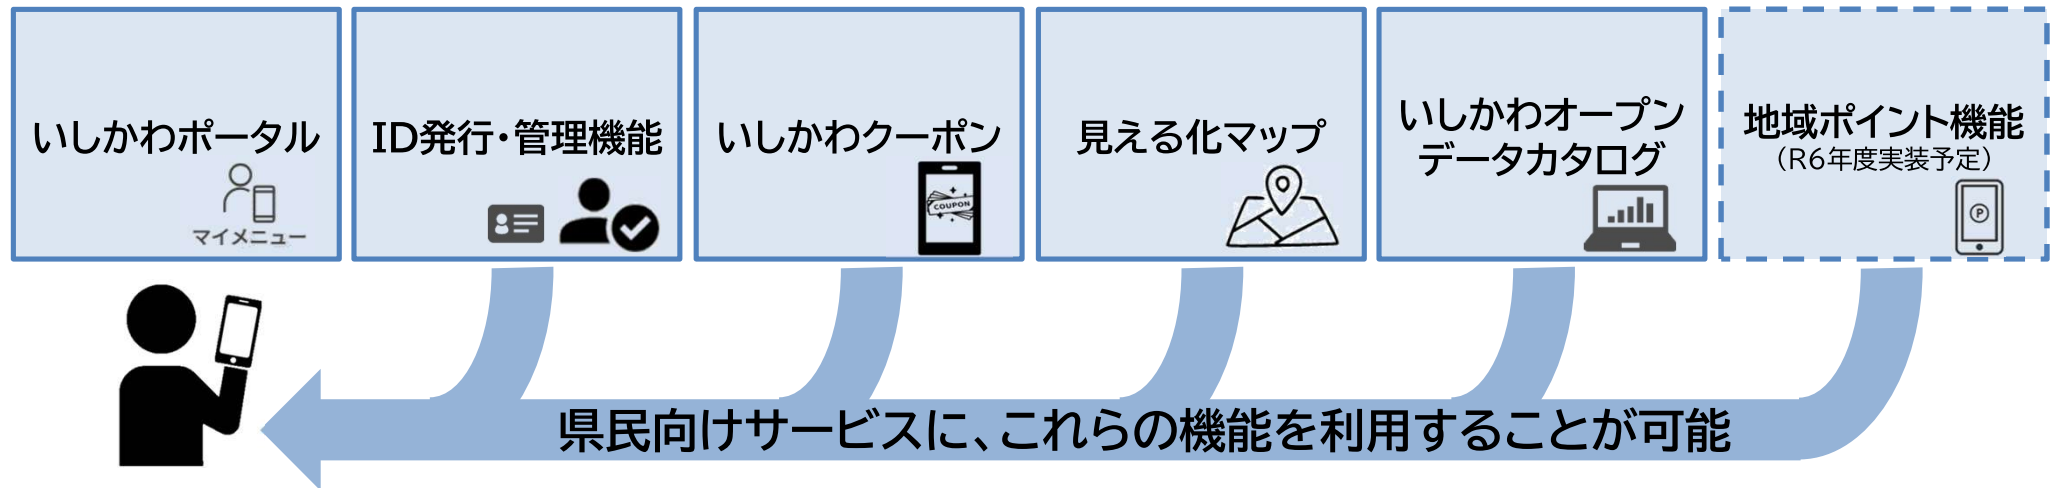 いしかわポータル
マイメニュー
ID発行・管理機能
いしかわクーポン
COUPON
見える化マップ
いしかわオープン
データカタログ
地域ポイント機能
（R6年度実装予定）
P
県民向けサービスに、これらの機能を利用することが可能